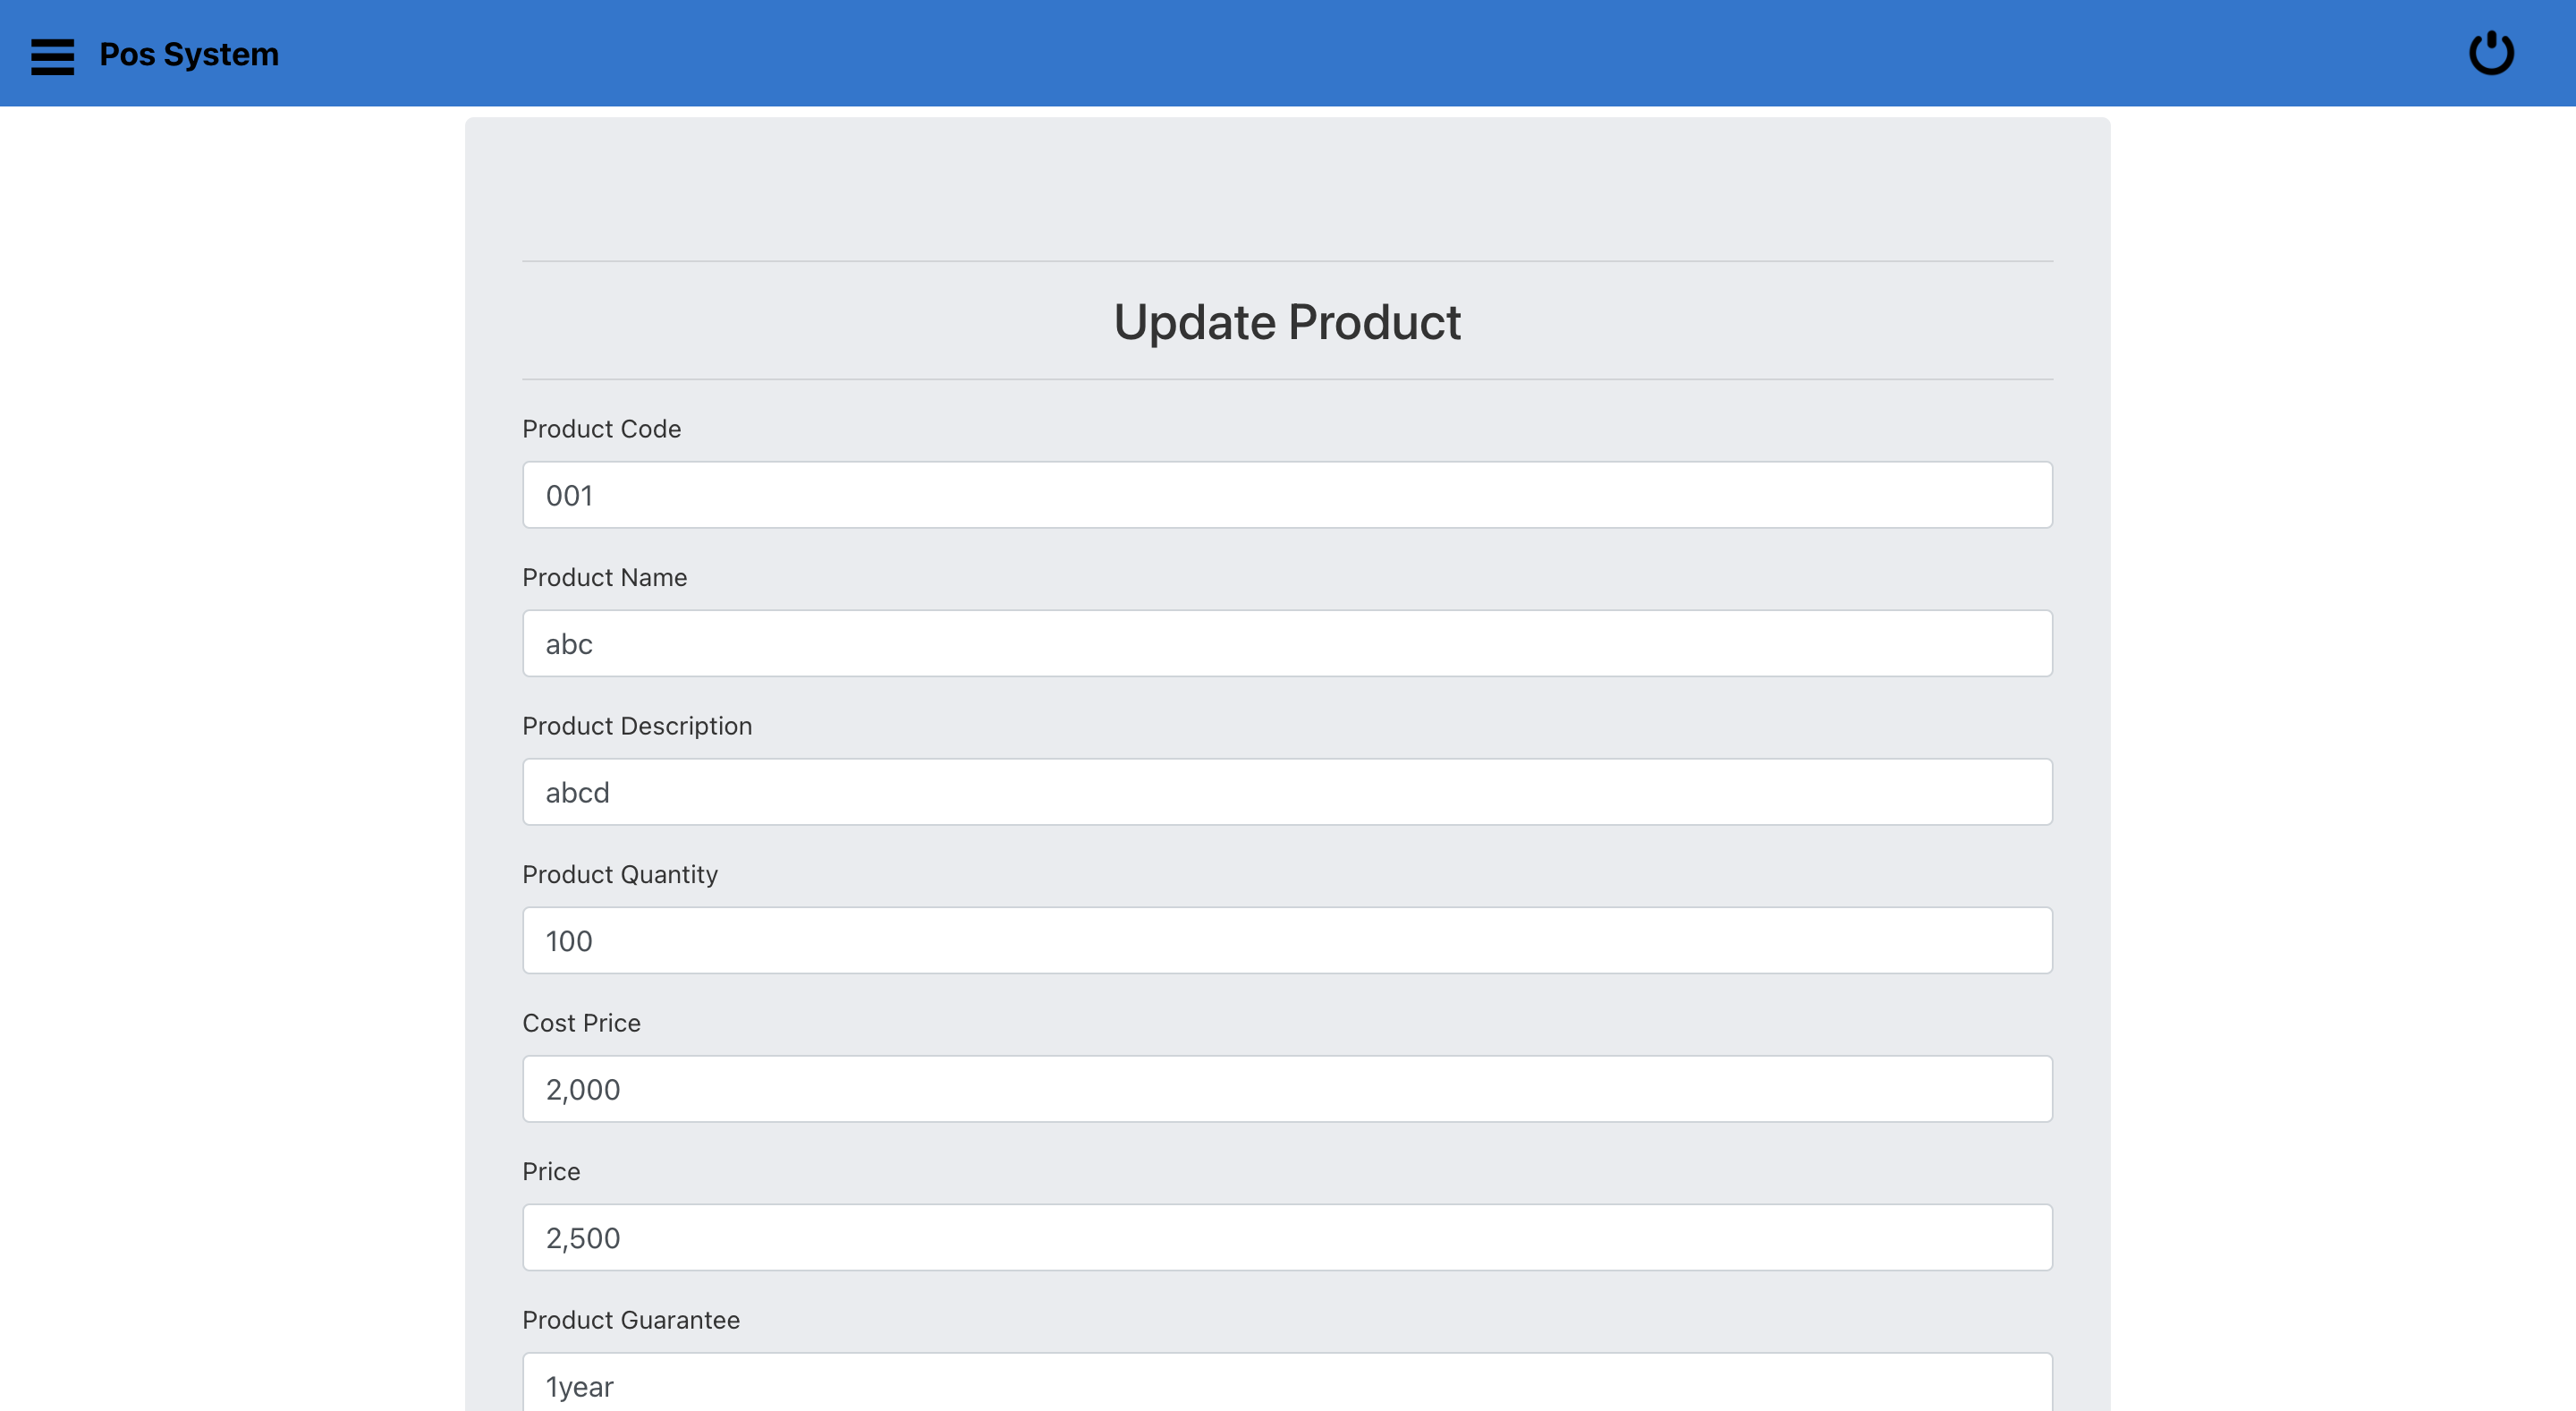 Pos System
Update Product
Product Code
001
Product Name
abc
Product Description
abcd
Product Quantity
100
Cost Price
2,000
Price
2,500
Product Guarantee
1year